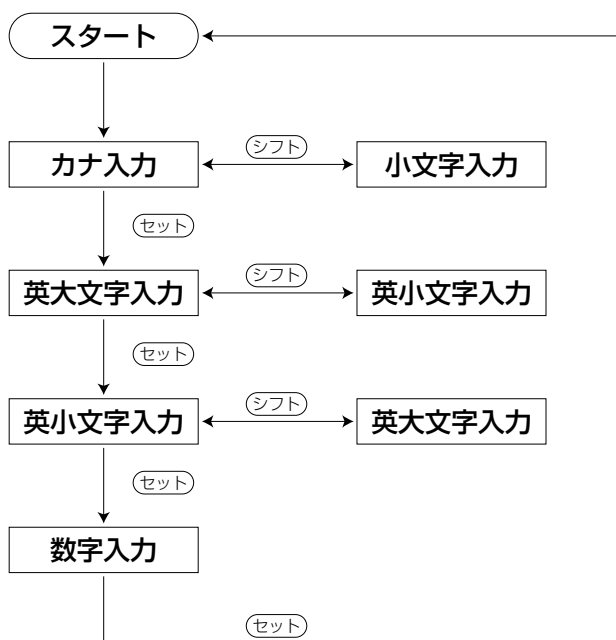 スタート
カナ入力
シフト
小文字入力
セット
英大文字入力
シフト
英小文字入力
セット
英小文字入力
シフト
英大文字入力
セット
数字入力
セット